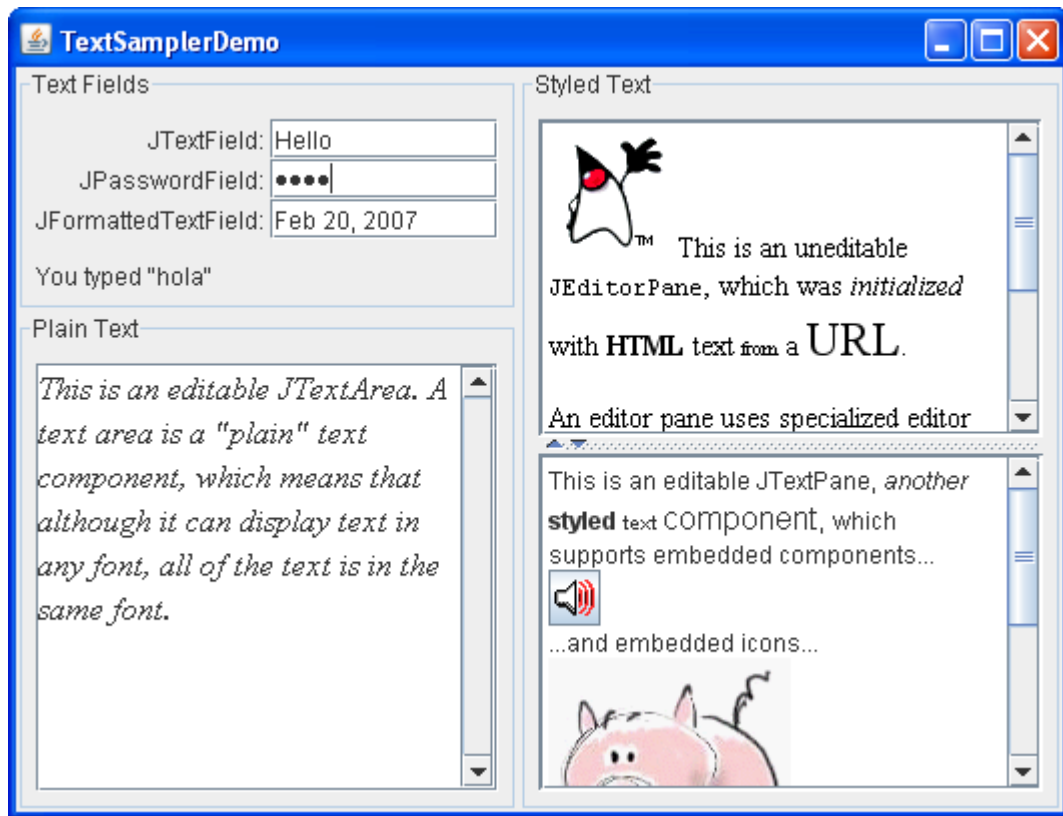 TextSamplerDemo
Text Fields
JTextField: Hello
JPasswordField: ••••
JFormattedTextField: Feb 20, 2007
You typed "hola"
Plain Text
This is an editable JTextArea. A
text area is a "plain" text
component, which means that
although it can display text in
any font, all of the text is in the
same font.
Styled Text
TM This is an uneditable
JEditorPane, which was initialized
with HTML text from a URL.
An editor pane uses specialized editor
This is an editable JTextPane, another
styled text component, which
supports embedded components...
...and embedded icons...